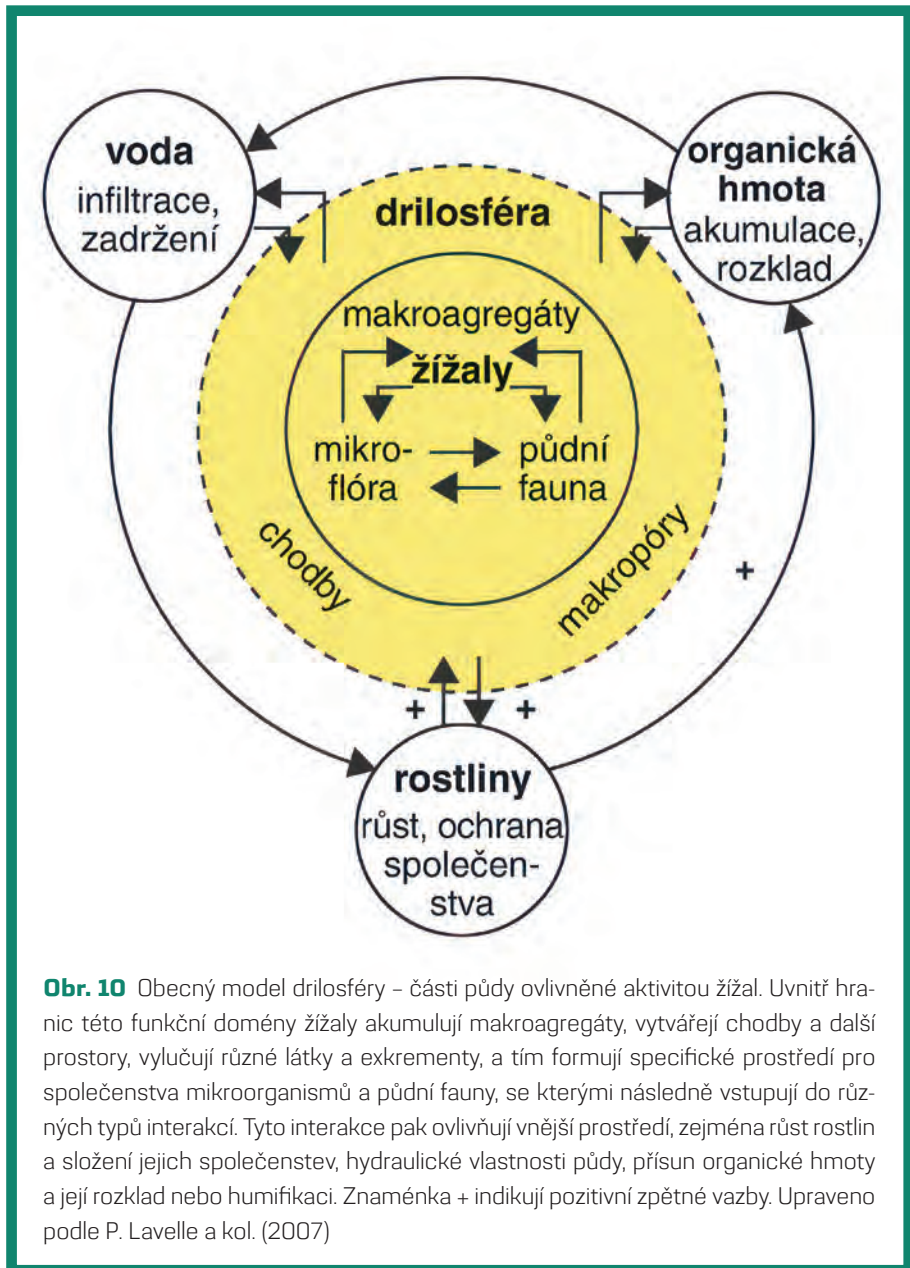 voda
infiltrace,
zadržení
organická
hmota
akumulace,
rozklad
drilosféra
makroagregáty
žížaly
mikro-
flóra
půdní
fauna
chodby
makropóry
+
+ +
rostliny
růst, ochrana
společen-
stva
Obr. 10 Obecný model drilosféry – části půdy ovlivněné aktivitou žížal. Uvnitř hra-
nic této funkční domény žížaly akumulují makroagregáty, vytvářejí chodby a další
prostory, vylučují různé látky a exkrementy, a tím formují specifické prostředí pro
společenstva mikroorganismů a půdní fauny, se kterými následně vstupují do růz-
ných typů interakcí. Tyto interakce pak ovlivňují vnější prostředí, zejména růst rostlin
a složení jejich společenstev, hydraulické vlastnosti půdy, přísun organické hmoty
a její rozklad nebo humifikaci. Znaménka + indikují pozitivní zpětné vazby. Upraveno
podle P. Lavelle a kol. (2007)